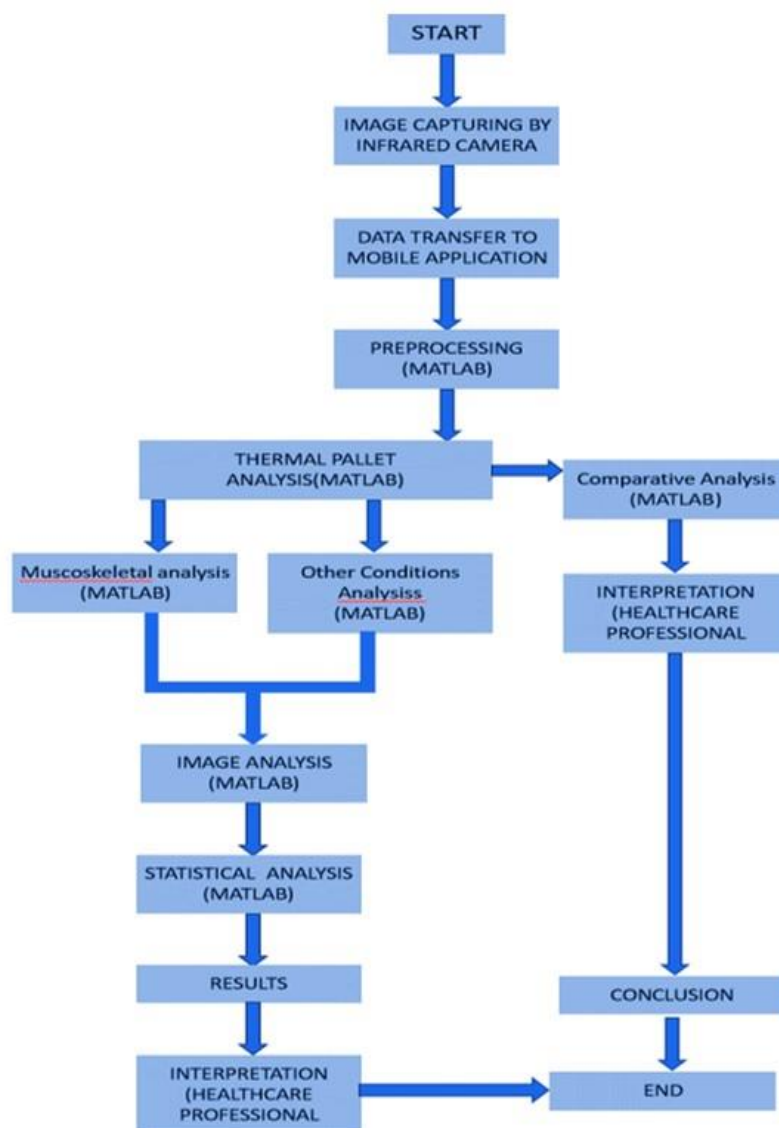 START
IMAGE CAPTURING BY
INFRARED CAMERA
DATA TRANSFER TO
MOBILE APPLICATION
PREPROCESSING
(MATLAB)
THERMAL PALLET
ANALYSIS(MATLAB)
Comparative Analysis
(MATLAB)
Muscoskeletal analysis
(MATLAB)
Other Conditions
Analysiss
(MATLAB)
INTERPRETATION
(HEALTHCARE
PROFESSIONAL
IMAGE ANALYSIS
(MATLAB)
STATISTICAL ANALYSIS
(MATLAB)
RESULTS
CONCLUSION
INTERPRETATION
(HEALTHCARE
PROFESSIONAL
END